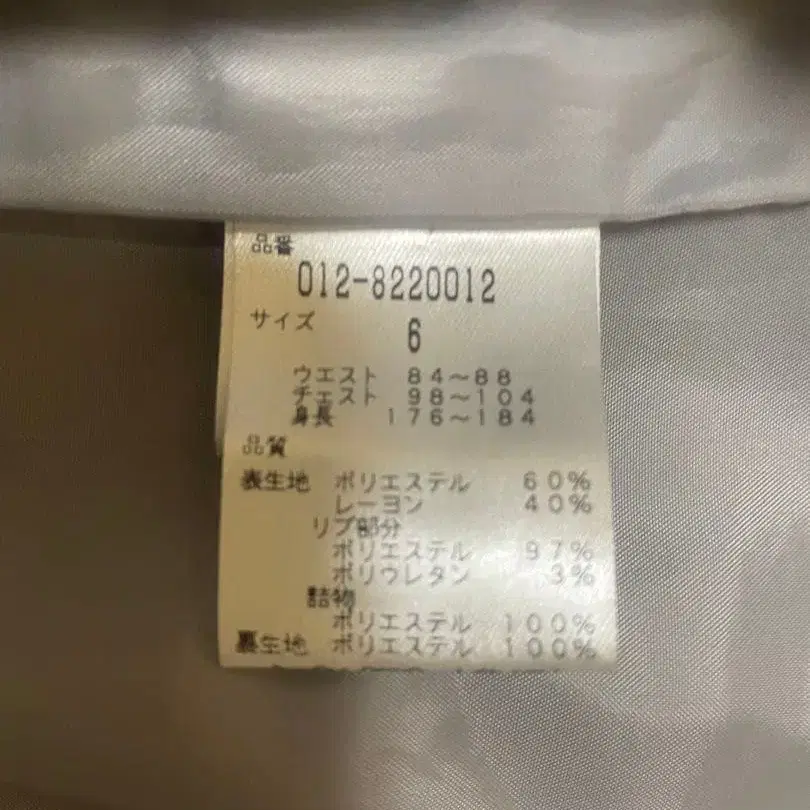 品番
012-8220012
サイズ 6
ウエスト 84～88
チェスト 98～104
身長 176～184
品質
表生地 ポリエステル 60%
レーヨン 40%
リブ部分
ポリエステル 97%
ポリウレタン 3%
詰物
ポリエステル 100%
裏生地 ポリエステル 100%